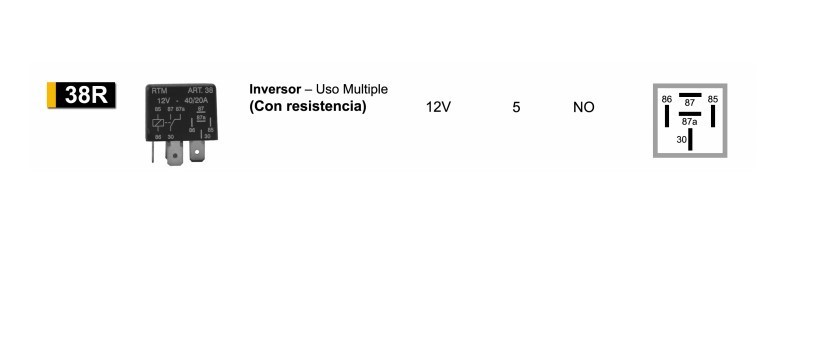 38R
RTM ART. 38
12V - 40/20A
85 87 87a
87
87a
86
85
86 30
30
Inversor – Uso Multiple
(Con resistencia)
12V
5
NO
86
87
85
87a
30